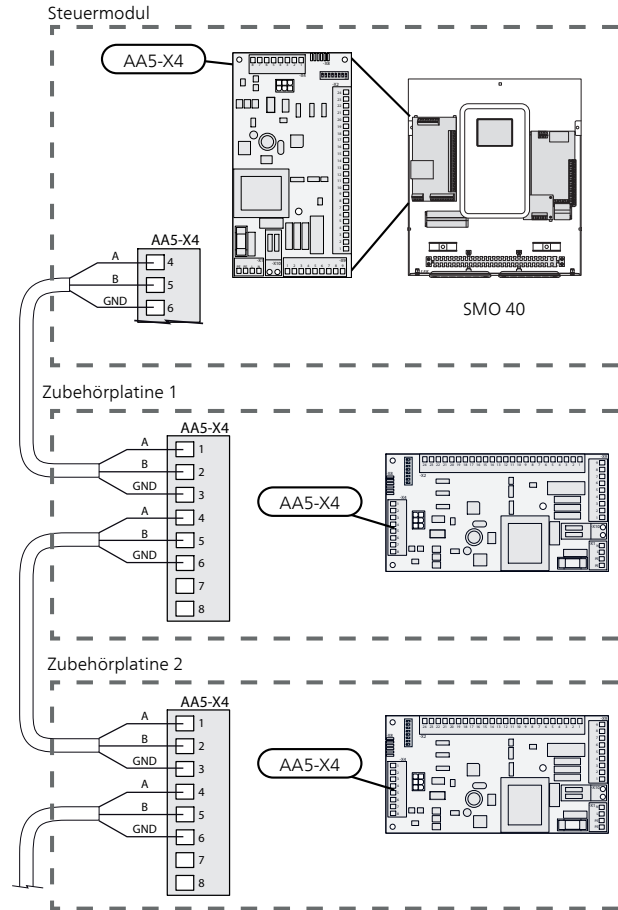 Steuermodul
AA5-X4
AA5-X4
A
4
B
5
GND
6
SMO 40
Zubehörplatine 1
AA5-X4
A
1
B
2
GND
3
A
4
B
5
GND
6
7
8
AA5-X4
Zubehörplatine 2
AA5-X4
A
1
B
2
GND
3
A
4
B
5
GND
6
7
8
AA5-X4